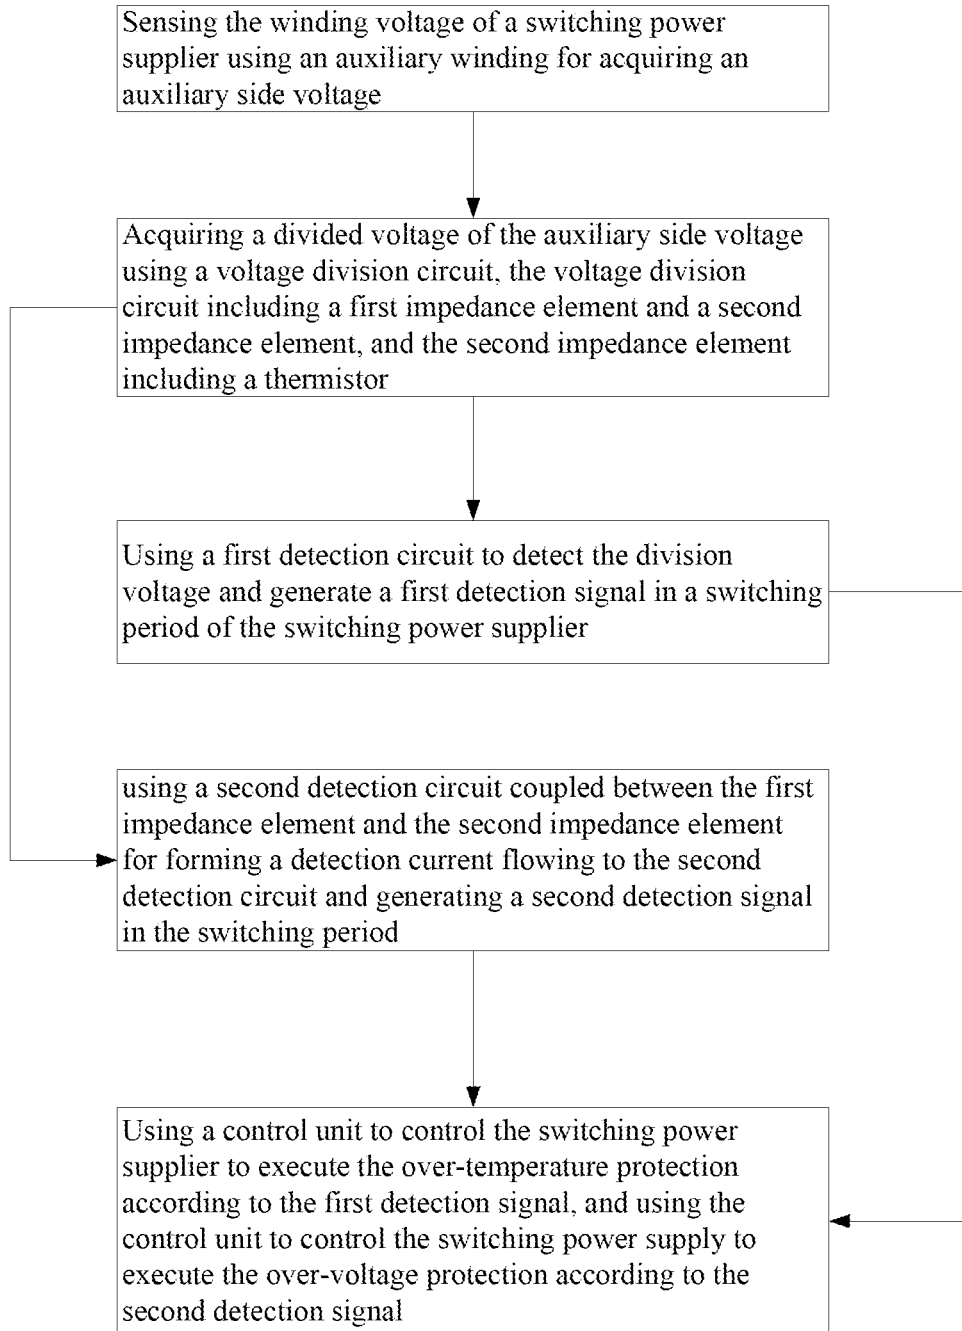 Sensing the winding voltage of a switching power
supplier using an auxiliary winding for acquiring an
auxiliary side voltage
Acquiring a divided voltage of the auxiliary side voltage
using a voltage division circuit, the voltage division
circuit including a first impedance element and a second
impedance element, and the second impedance element
including a thermistor
Using a first detection circuit to detect the division
voltage and generate a first detection signal in a switching
period of the switching power supplier
using a second detection circuit coupled between the first
impedance element and the second impedance element
for forming a detection current flowing to the second
detection circuit and generating a second detection signal
in the switching period
Using a control unit to control the switching power
supplier to execute the over-temperature protection
according to the first detection signal, and using the
control unit to control the switching power supply to
execute the over-voltage protection according to the
second detection signal